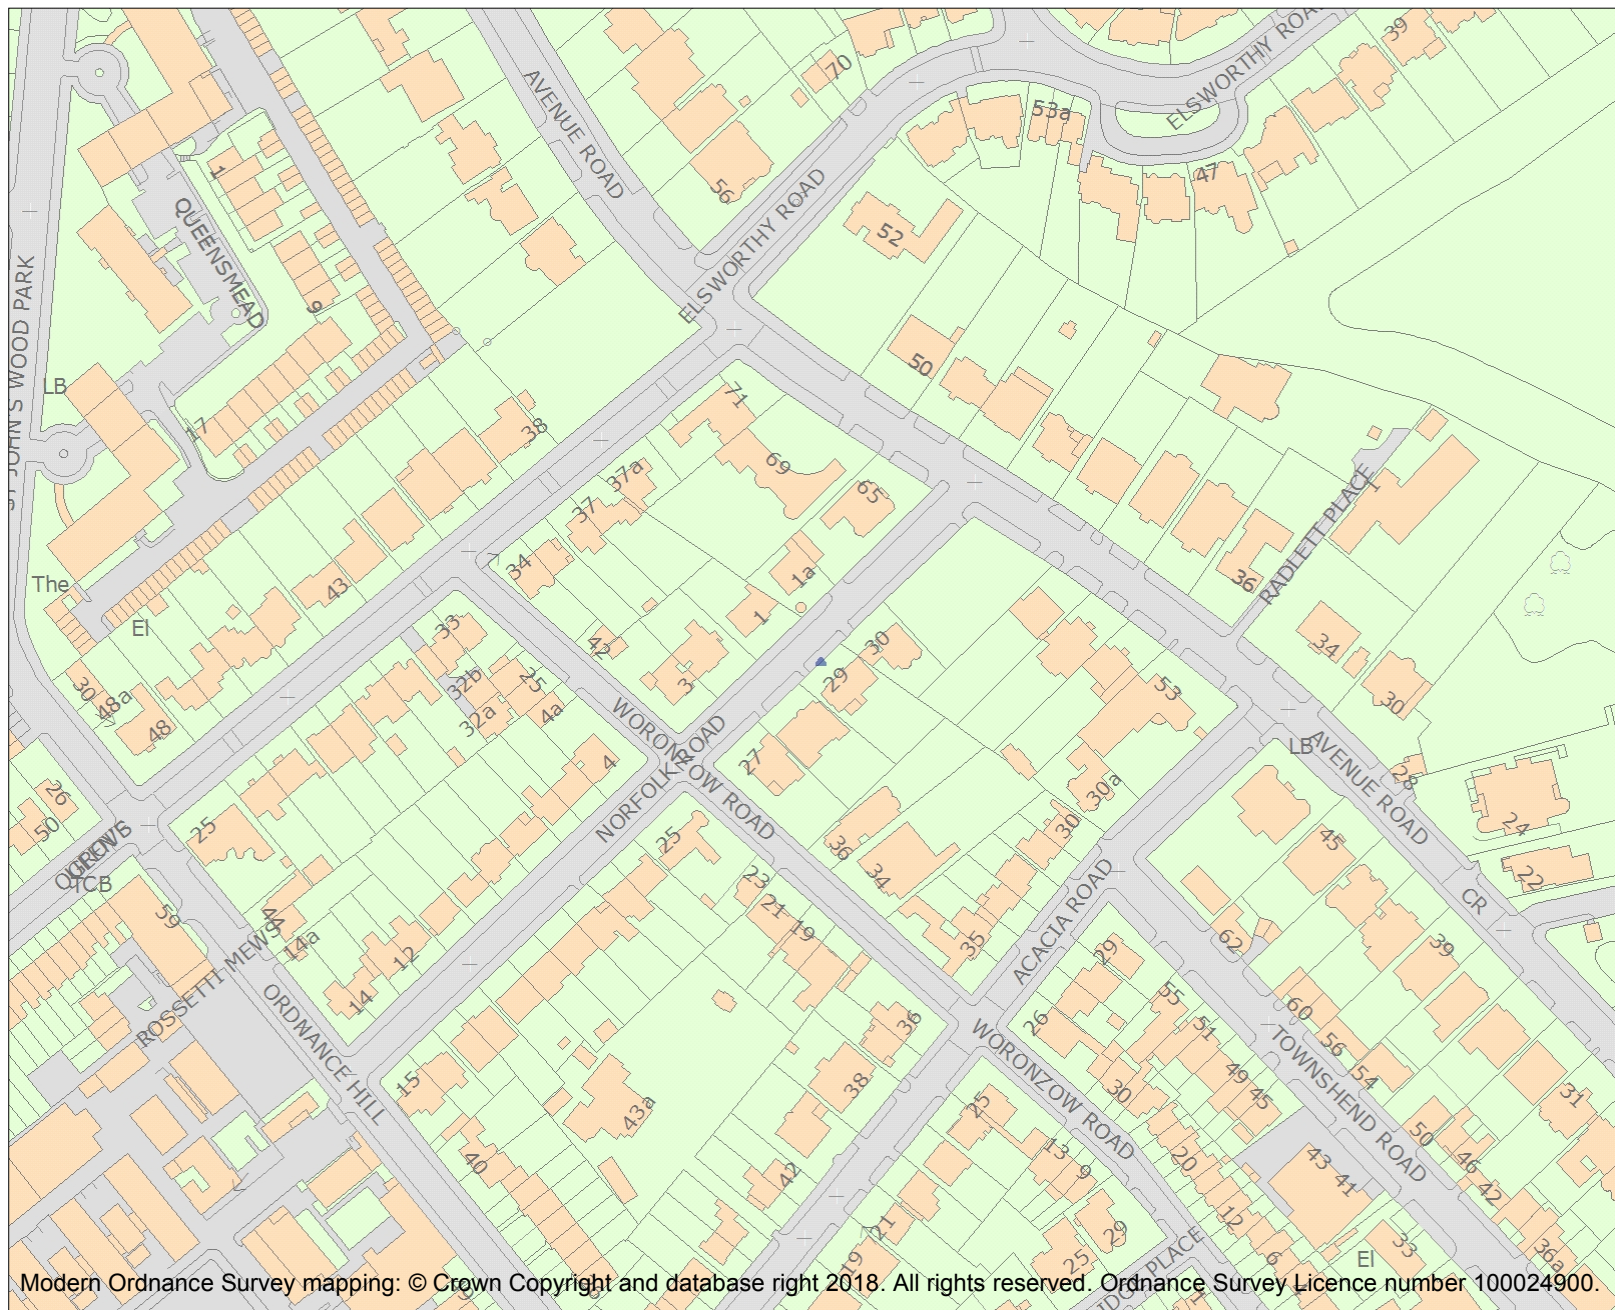 AVENUE ROAD
70
39
ELSWORTHY ROAD
53a
47
1
56
ELSWORTHY ROAD
52
QUEENSMEAD
9
ST JOHN'S WOOD PARK
LB
50
71
17
38
69
37a
65
37
1
RADLETT PLACE
34
1a
36
The
43
El
1
33
42
34
30
30
48a
48
32b
25
3
29
53
30
32a
4a
WORONZOW ROAD
NORFOLK ROAD
LB
AVENUE ROAD
4
27
28
26
50
25
30a
24
30
45
25
36
34
22
TCB
23
21
19
CR
59
44
14a
12
35
ACACIA ROAD
29
62
39
ROSSETTI MEWS
14
ORDNANCE HILL
55
60
36
26
51
56
WORONZOW ROAD
TOWNSHEND ROAD
15
38
30
49
45
54
31
43a
25
50
40
13
9
20
43
41
46
42
42
21
12
29
19
25
6
El
33
36a
Modern Ordnance Survey mapping: © Crown Copyright and database right 2018. All rights reserved. Ordnance Survey Licence number 100024900.